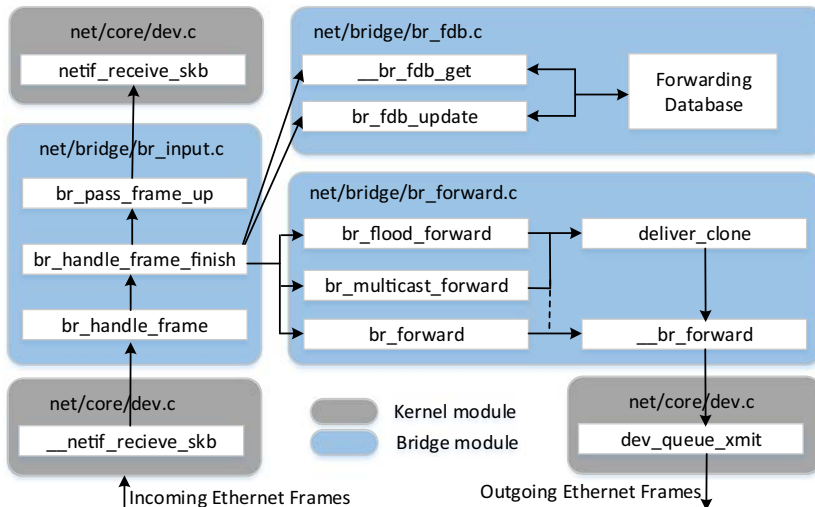 net/core/dev.c
netif_receive_skb
net/bridge/br_input.c
br_pass_frame_up
br_handle_frame_finish
br_handle_frame
net/core/dev.c
__netif_recieve_skb
Incoming Ethernet Frames
net/bridge/br_fdb.c
__br_fdb_get
br_fdb_update
Forwarding
Database
net/bridge/br_forward.c
br_flood_forward
deliver_clone
br_multicast_forward
br_forward
__br_forward
Kernel module
Bridge module
net/core/dev.c
dev_queue_xmit
Outgoing Ethernet Frames